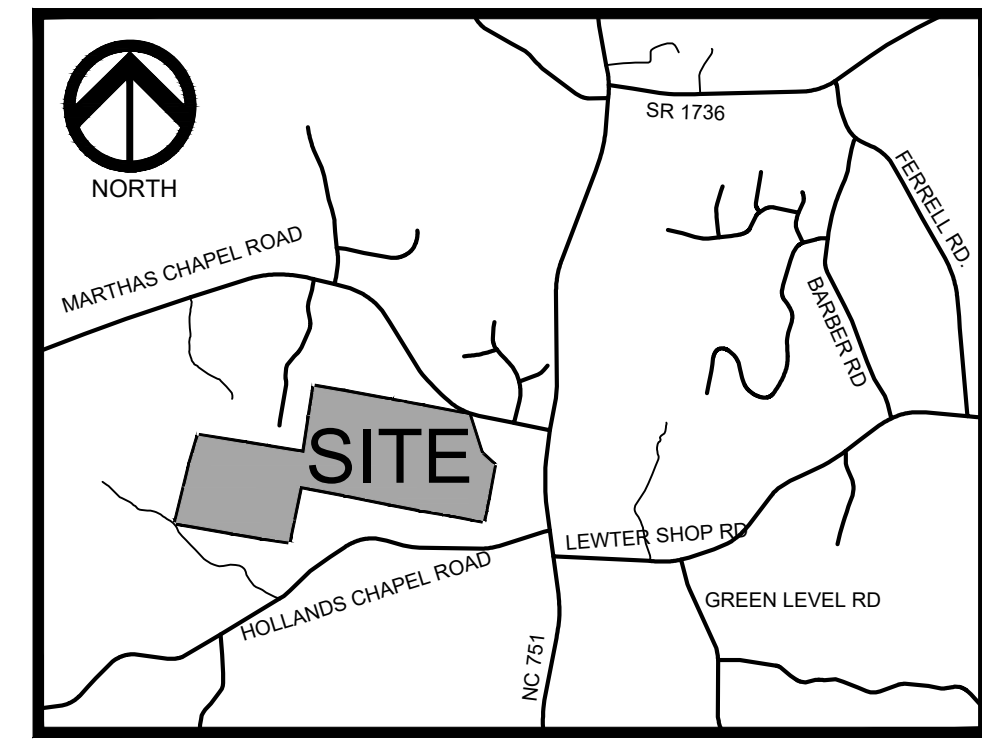 SR 1736
NORTH
FERRELL RD.
MARTHAS CHAPEL ROAD
BARBER RD
SITE
LEWTER SHOP RD
HOLLANDS CHAPEL ROAD
GREEN LEVEL RD
NC 751